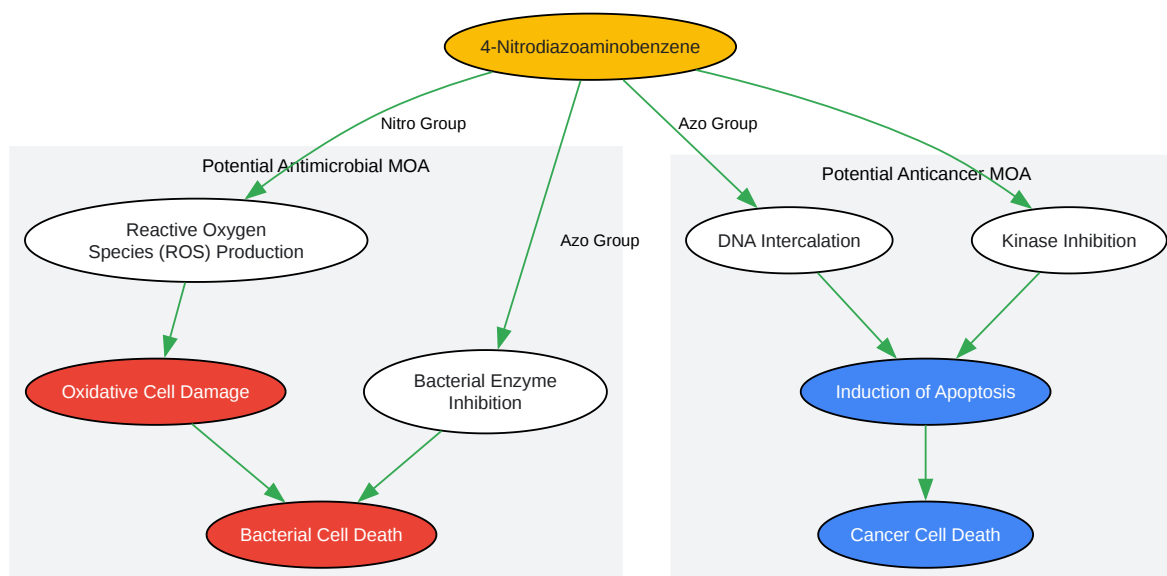 4-Nitrodiazoaminobenzene
Nitro Group
Azo Group
Potential Antimicrobial MOA
Potential Anticancer MOA
Reactive Oxygen
Species (ROS) Production
Azo Group
DNA Intercalation
Kinase Inhibition
Oxidative Cell Damage
Bacterial Enzyme
Inhibition
Induction of Apoptosis
Bacterial Cell Death
Cancer Cell Death